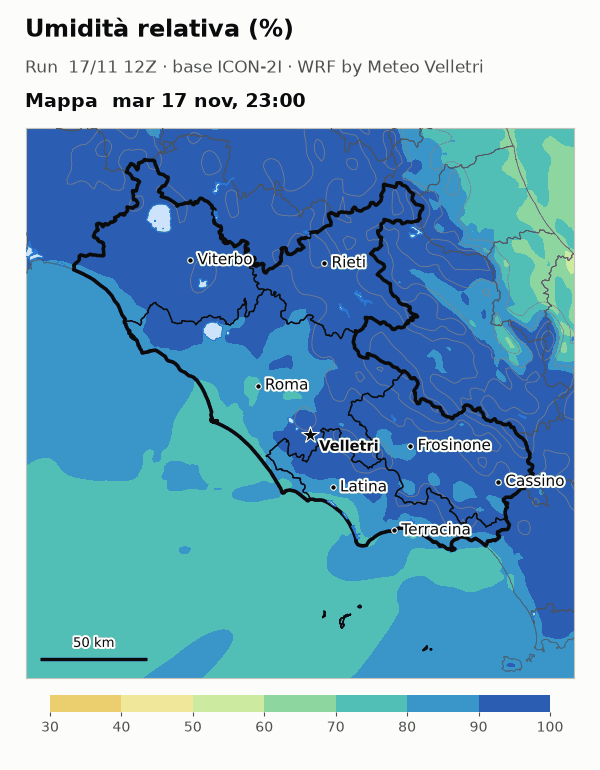 Umidità relativa (%)
Run  17/11 12Z · base ICON-2I · WRF by Meteo Velletri
Mappa  mar 17 nov, 23:00
Viterbo
Rieti
Roma
Velletri
Frosinone
Cassino
Latina
Terracina
50 km
30 40 50 60 70 80 90 100